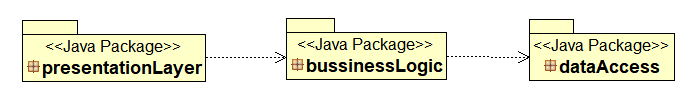 <<Java Package>>
presentationLayer
<<Java Package>>
bussinessLogic
<<Java Package>>
dataAccess